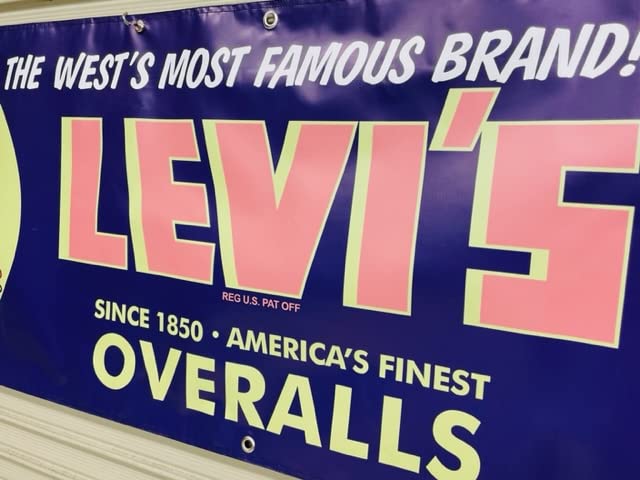 THE WEST'S MOST FAMOUS BRAND!
LEVI'S
REG U.S. PAT OFF
SINCE 1850 • AMERICA'S FINEST
OVERALLS